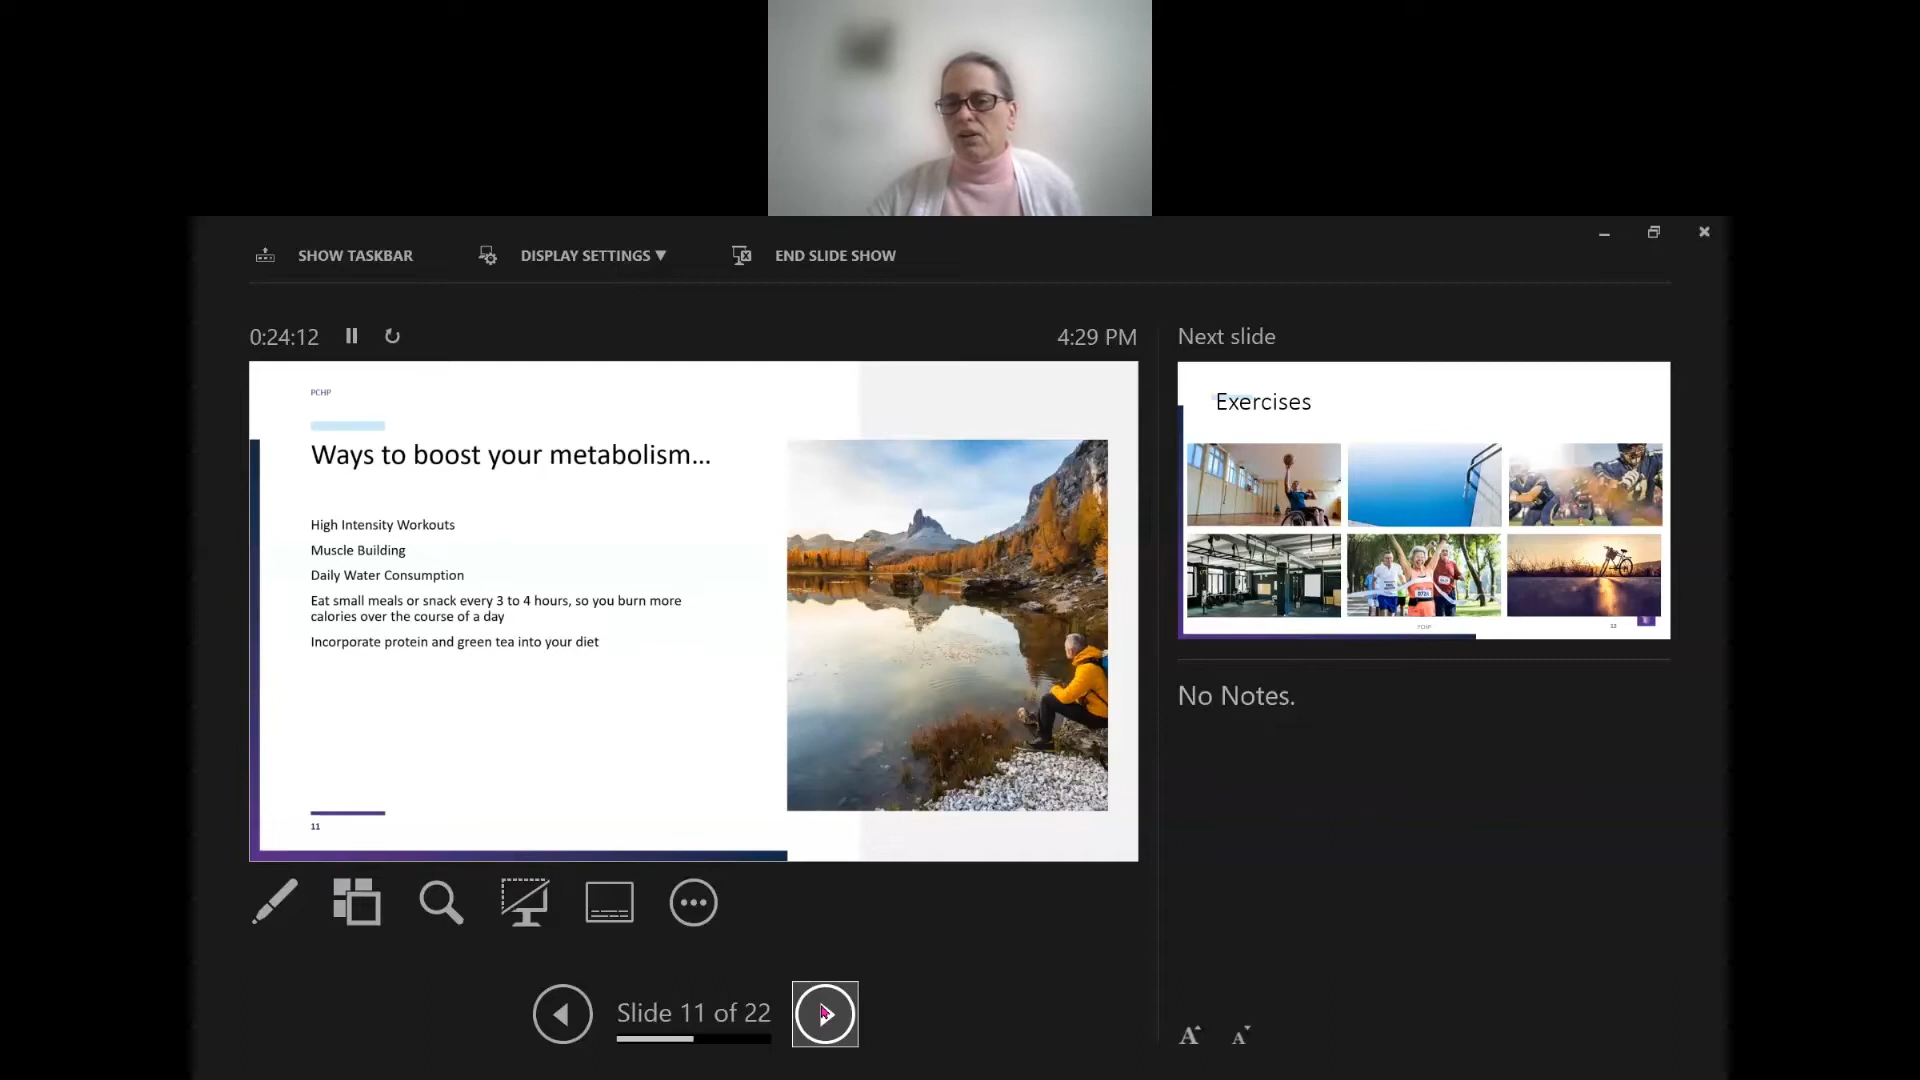 SHOW TASKBAR
DISPLAY SETTINGS ▼
END SLIDE SHOW
0:24:12
4:29 PM
Next slide
PCHP
Ways to boost your metabolism...
High Intensity Workouts
Muscle Building
Daily Water Consumption
Eat small meals or snack every 3 to 4 hours, so you burn more
calories over the course of a day
Incorporate protein and green tea into your diet
11
Exercises
PCHP
No Notes.
Slide 11 of 22
A
A